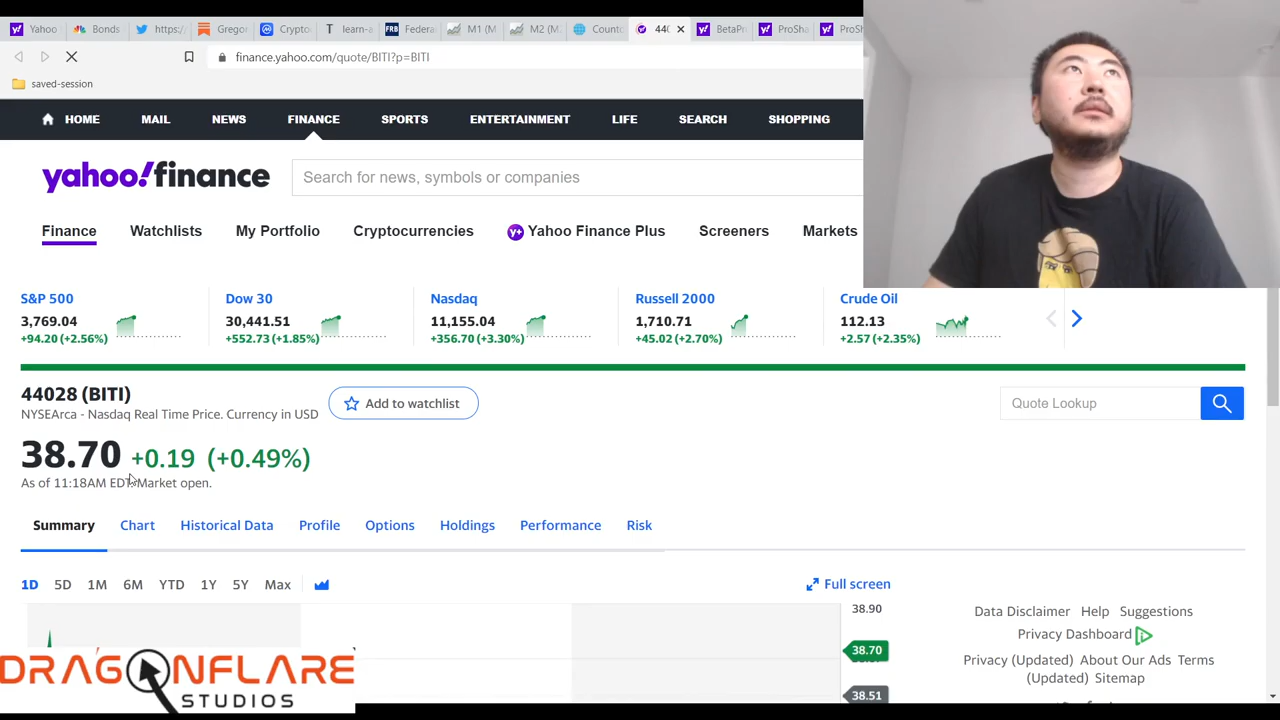 Yahoo
Bonds
https:/
Gregor
Crypto
learn-a
Federa
M1 (M
M2 (M
Count
440
BetaPr
ProSha
ProSh
finance.yahoo.com/quote/BITI?p=BITI
saved-session
HOME MAIL NEWS FINANCE SPORTS ENTERTAINMENT LIFE SEARCH SHOPPING
yahoo!finance
Search for news, symbols or companies
Finance Watchlists My Portfolio Cryptocurrencies Y+ Yahoo Finance Plus Screeners Markets
S&P 500
3,769.04
+94.20 (+2.56%)
Dow 30
30,441.51
+552.73 (+1.85%)
Nasdaq
11,155.04
+356.70 (+3.30%)
Russell 2000
1,710.71
+45.02 (+2.70%)
Crude Oil
112.13
+2.57 (+2.35%)
44028 (BITI)
NYSEArca - Nasdaq Real Time Price. Currency in USD
Add to watchlist
Quote Lookup
38.70 +0.19 (+0.49%)
As of 11:18AM EDT. Market open.
Summary Chart Historical Data Profile Options Holdings Performance Risk
1D 5D 1M 6M YTD 1Y 5Y Max
Full screen
38.90
38.70
38.51
Data Disclaimer Help Suggestions
Privacy Dashboard
Privacy (Updated) About Our Ads Terms
(Updated) Sitemap
DRAGONFLARE
STUDIOS